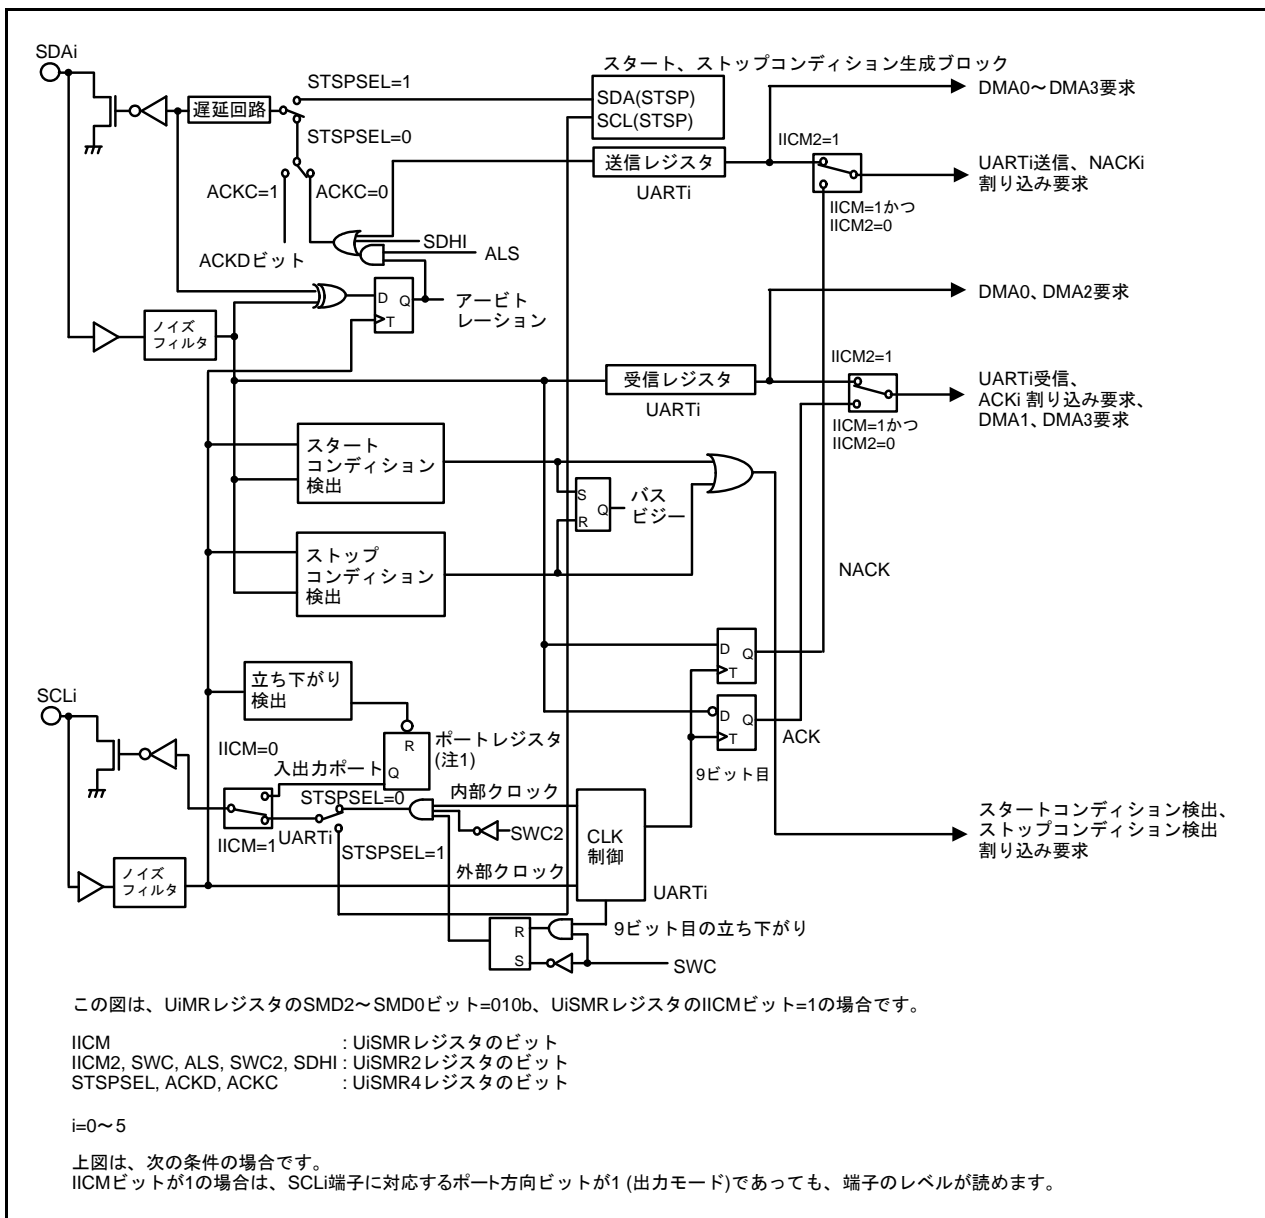 SDAi
スタート、ストップコンディション生成ブロック
STSPSEL=1
SDA(STSP)
SCL(STSP)
DMA0～DMA3要求
遅延回路
STSPSEL=0
IICM2=1
送信レジスタ
UARTi
UARTi送信、NACKi
割り込み要求
ACKC=1
ACKC=0
IICM=1かつ
IICM2=0
SDHI
ALS
ACKDビット
D
Q
T
アービト
レーション
DMA0、DMA2要求
ノイズ
フィルタ
IICM2=1
受信レジスタ
UARTi
UARTi受信、
ACKi 割り込み要求、
DMA1、DMA3要求
IICM=1かつ
IICM2=0
スタート
コンディション
検出
S
Q
R
バス
ビジー
ストップ
コンディション
検出
NACK
D
Q
T
立ち下がり
検出
SCLi
D
Q
T
ACK
R
Q
ポートレジスタ
(注1)
IICM=0
入出力ポート
9ビット目
内部クロック
STSPSEL=0
IICM=1
UARTi
SWC2
CLK
制御
スタートコンディション検出、
ストップコンディション検出
割り込み要求
STSPSEL=1
外部クロック
ノイズ
フィルタ
UARTi
R
S
9ビット目の立ち下がり
SWC
この図は、UiMRレジスタのSMD2～SMD0ビット=010b、UiSMRレジスタのIICMビット=1の場合です。
IICM : UiSMRレジスタのビット
IICM2, SWC, ALS, SWC2, SDHI : UiSMR2レジスタのビット
STSPSEL, ACKD, ACKC : UiSMR4レジスタのビット
i=0～5
上図は、次の条件の場合です。
IICMビットが1の場合は、SCLi端子に対応するポート方向ビットが1 (出力モード)であっても、端子のレベルが読めます。